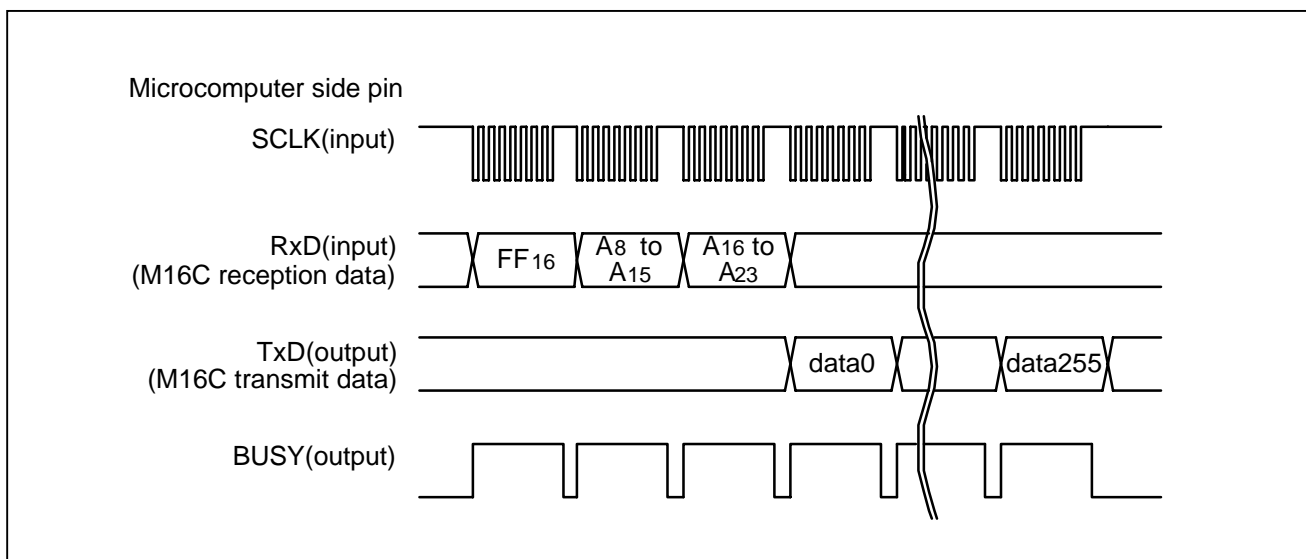 Microcomputer side pin
SCLK(input)
RxD(input)
(M16C reception data)
FF16
A8 to
A15
A16 to
A23
TxD(output)
(M16C transmit data)
data0
data255
BUSY(output)